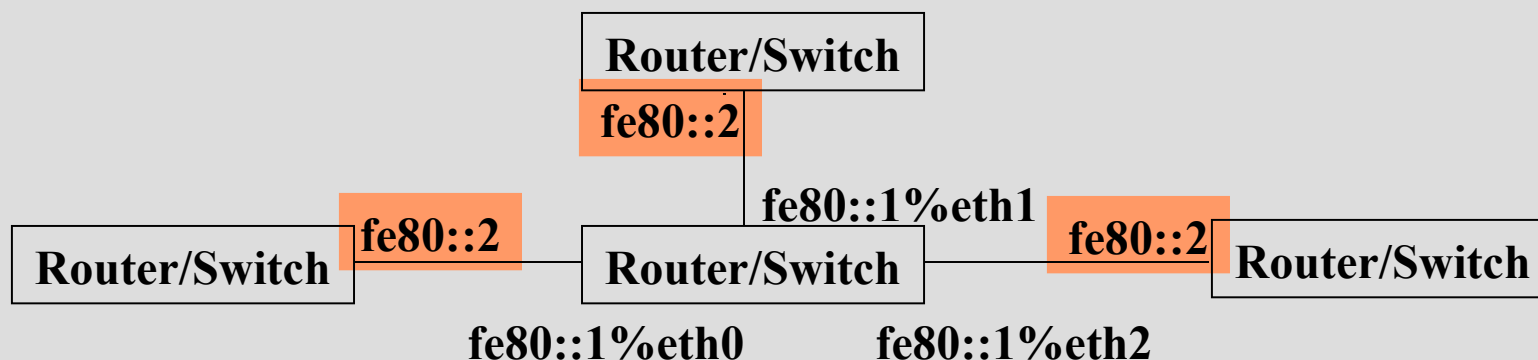 Router/Switch
fe80::2
fe80::1%eth1
fe80::2
fe80::2
Router/Switch
Router/Switch
Router/Switch
fe80::1%eth0
fe80::1%eth2